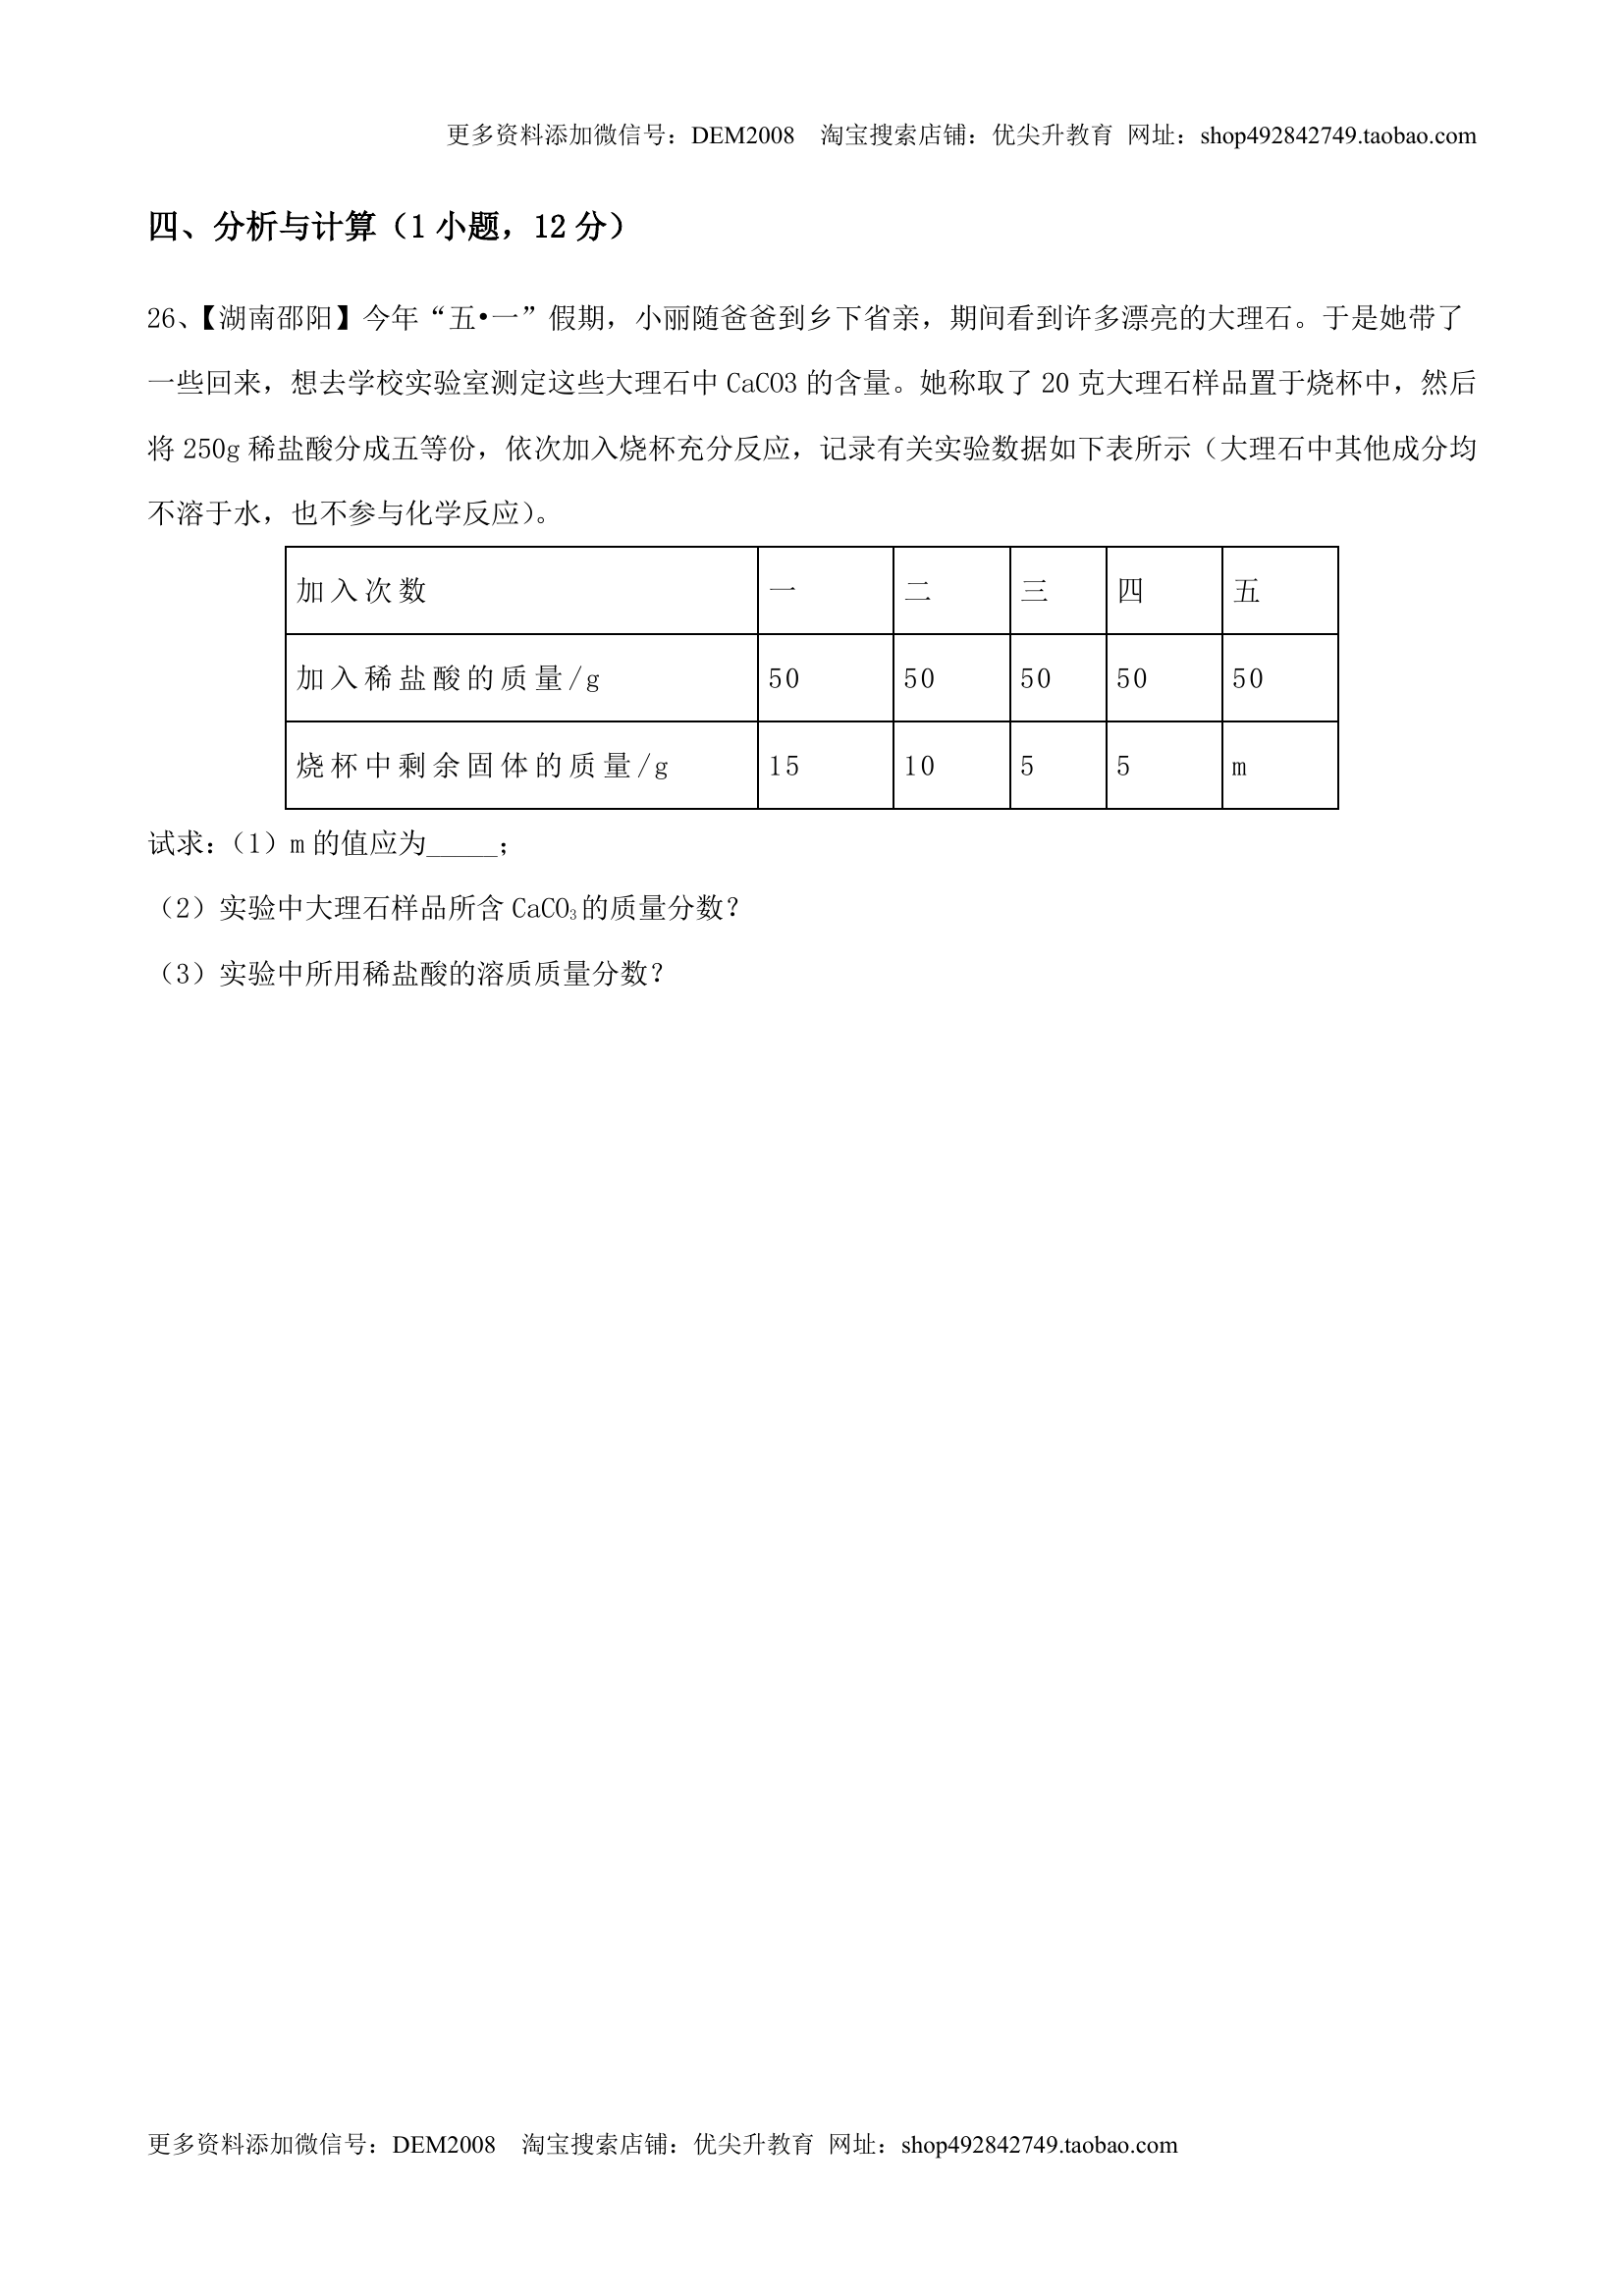 更多资料添加微信号：DEM2008　淘宝搜索店铺：优尖升教育 网址：shop492842749.taobao.com
四、分析与计算（1 小题，12 分）
26、【湖南邵阳】今年“五•一”假期，小丽随爸爸到乡下省亲，期间看到许多漂亮的大理石。于是她带了
一些回来，想去学校实验室测定这些大理石中 CaCO3 的含量。她称取了 20 克大理石样品置于烧杯中，然后
将 250g 稀盐酸分成五等份，依次加入烧杯充分反应，记录有关实验数据如下表所示（大理石中其他成分均
不溶于水，也不参与化学反应）。
加入次数 一 二 三 四 五
加入稀盐酸的质量/g 50 50 50 50 50
烧杯中剩余固体的质量/g 15 10 5 5 m
试求：（1）m 的值应为_____；
（2）实验中大理石样品所含 CaCO₃ 的质量分数？
（3）实验中所用稀盐酸的溶质质量分数？
更多资料添加微信号：DEM2008　淘宝搜索店铺：优尖升教育 网址：shop492842749.taobao.com